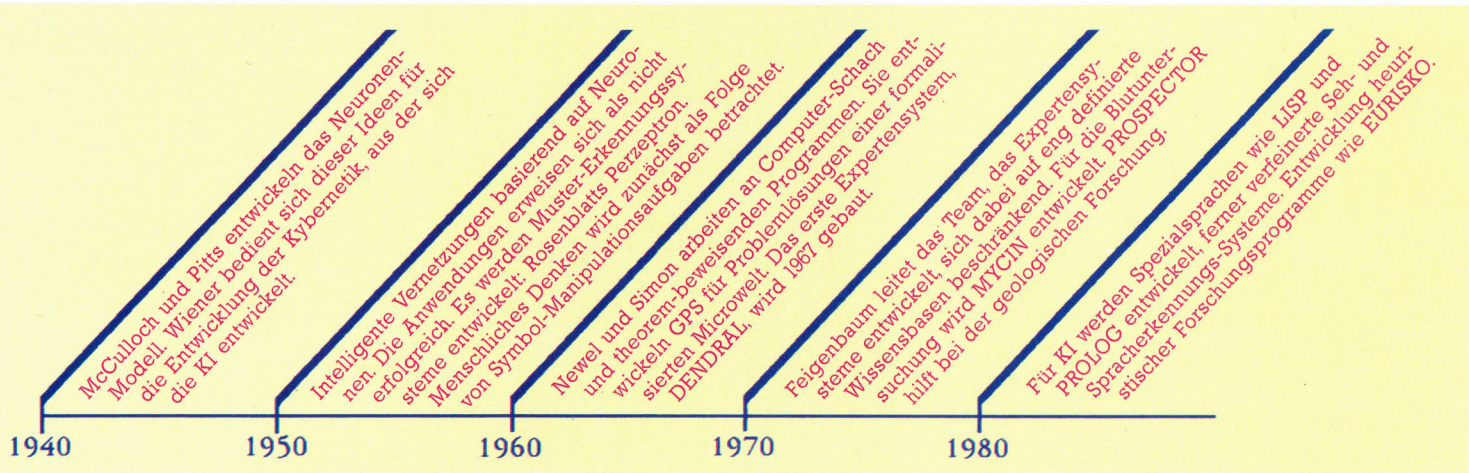 McCulloch und Pitts entwickeln das Neuronen-
Modell. Wiener bedient sich dieser Ideen für
die Entwicklung der Kybernetik, aus der sich
die KI entwickelt.
Intelligente Vernetzungen basierend auf Neuro-
nen. Die Anwendungen erweisen sich als nicht
erfolgreich. Es werden Muster-Erkennungssy-
steme entwickelt: Rosenblatts Perzeptron.
Menschliches Denken wird zunächst als Folge
von Symbol-Manipulationsaufgaben betrachtet.
Newel und Simon arbeiten an Computer-Schach
und theorem-beweisenden Programmen. Sie ent-
wickeln GPS für Problemlösungen einer formali-
sierten Microwelt. Das erste Expertensystem,
DENDRAL, wird 1967 gebaut.
Feigenbaum leitet das Team, das Expertensy-
steme entwickelt, sich dabei auf eng definierte
Wissensbasen beschränkend. Für die Blutunter-
suchung wird MYCIN entwickelt. PROSPECTOR
hilft bei der geologischen Forschung.
Für KI werden Spezialsprachen wie LISP und
PROLOG entwickelt, ferner verfeinerte Seh- und
Spracherkennungs-Systeme. Entwicklung heuri-
stischer Forschungsprogramme wie EURISKO.
1940
1950
1960
1970
1980